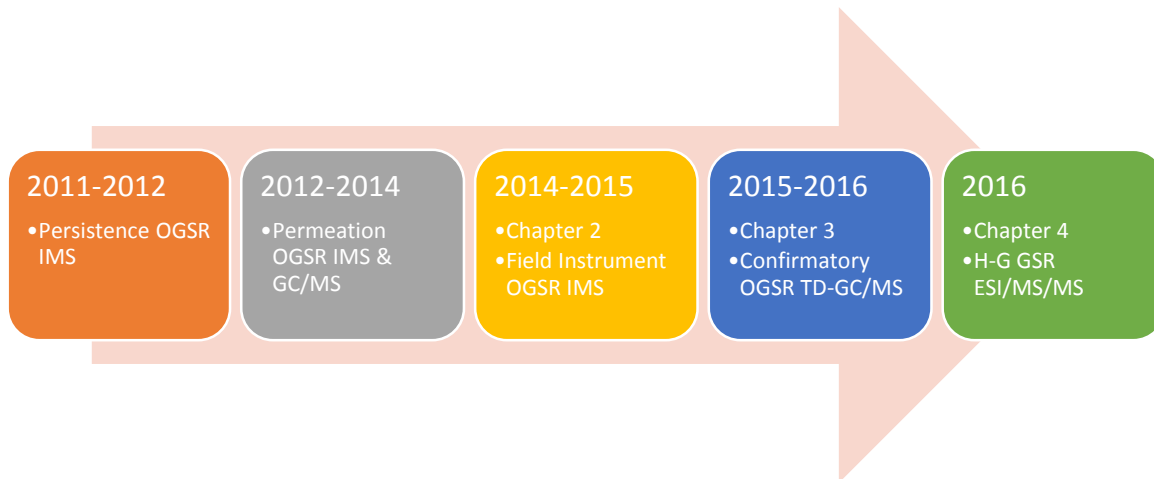 2011-2012
•Persistence OGSR
IMS
2012-2014
•Permeation
OGSR IMS &
GC/MS
2014-2015
•Chapter 2
•Field Instrument
OGSR IMS
2015-2016
•Chapter 3
•Confirmatory
OGSR TD-GC/MS
2016
•Chapter 4
•H-G GSR
ESI/MS/MS